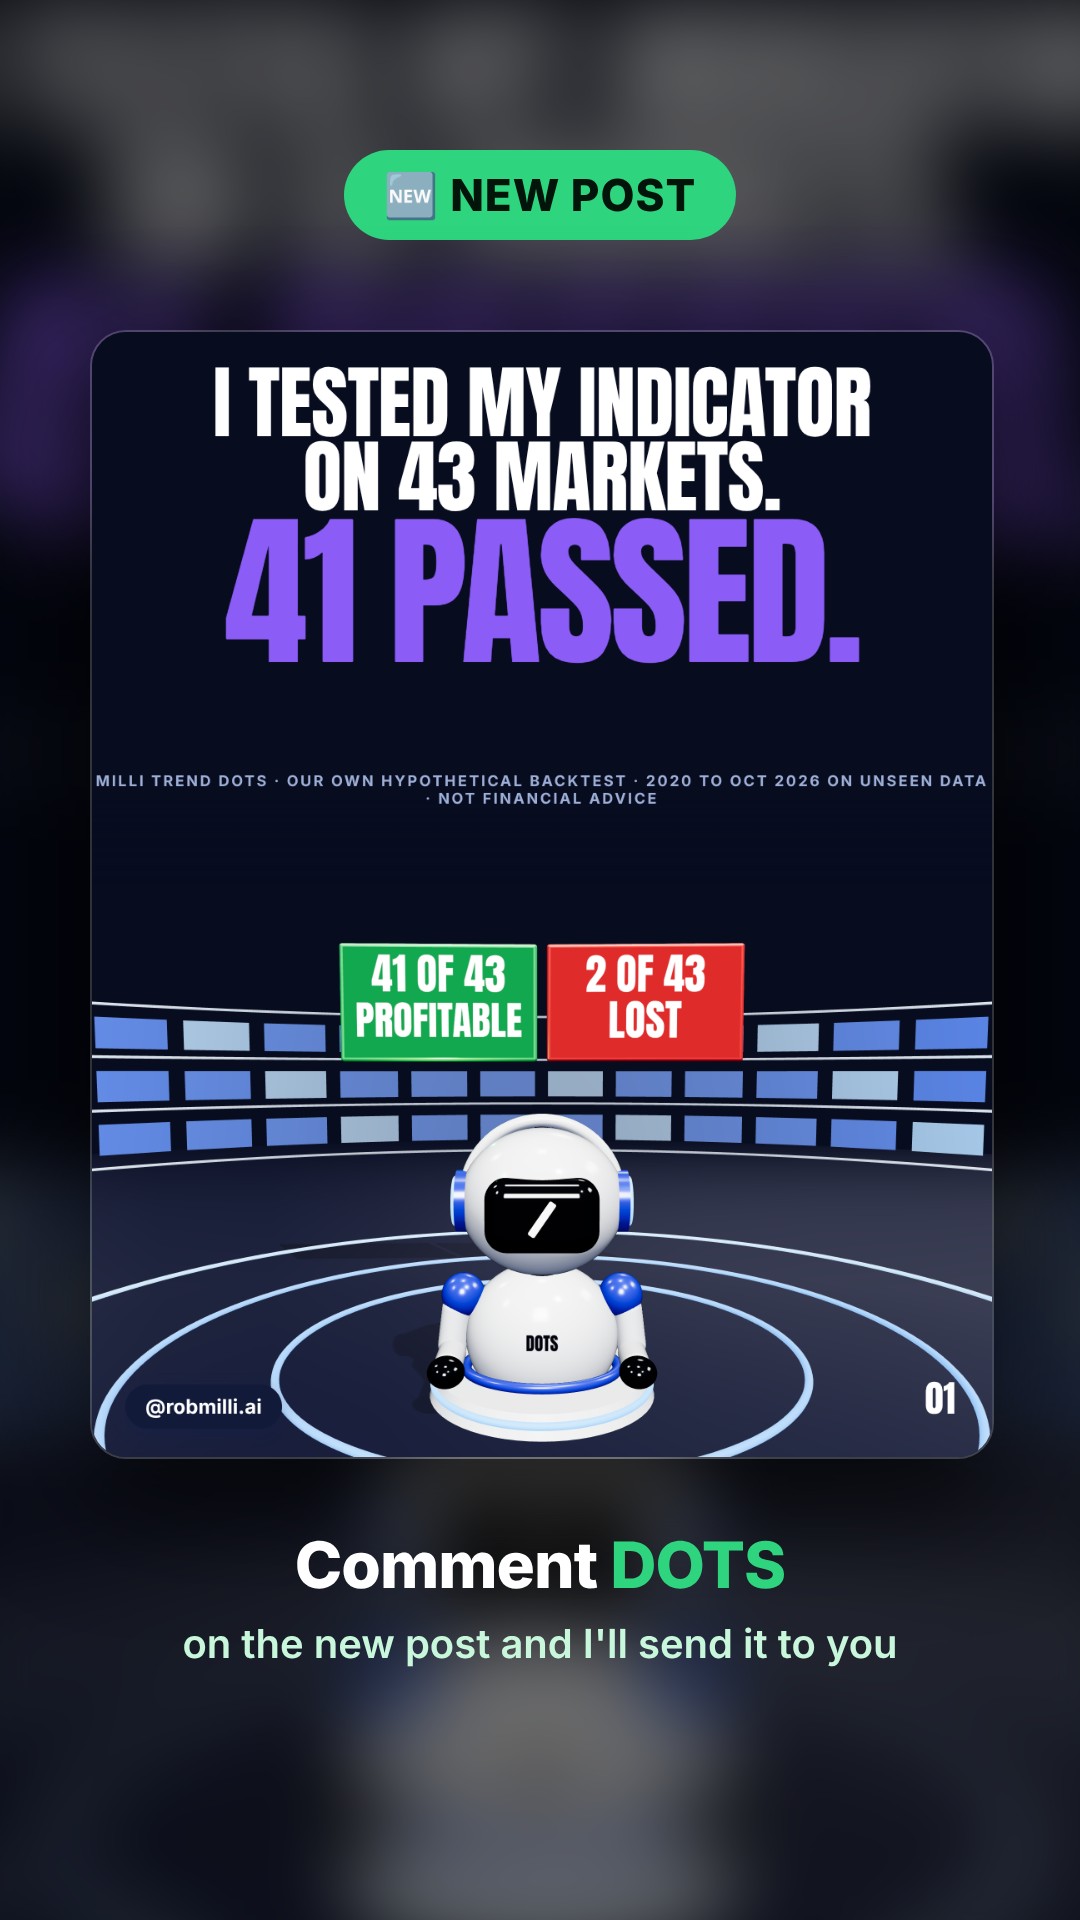 🆕 NEW POST
I TESTED MY INDICATOR
ON 43 MARKETS.
41 PASSED.
MILLI TREND DOTS · OUR OWN HYPOTHETICAL BACKTEST · 2020 TO OCT 2026 ON UNSEEN DATA
· NOT FINANCIAL ADVICE
41 OF 43
PROFITABLE
2 OF 43
LOST
DOTS
@robmilli.ai
01
Comment DOTS
on the new post and I'll send it to you